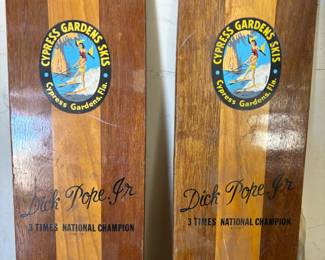 CYPRESS GARDENS SKIS
Cypress Gardens, Fla.
Dick Pope Jr
3 TIMES NATIONAL CHAMPION
CYPRESS GARDENS SKIS
Cypress Gardens, Fla.
Dick Pope Jr
3 TIMES NATIONAL CHAMPION